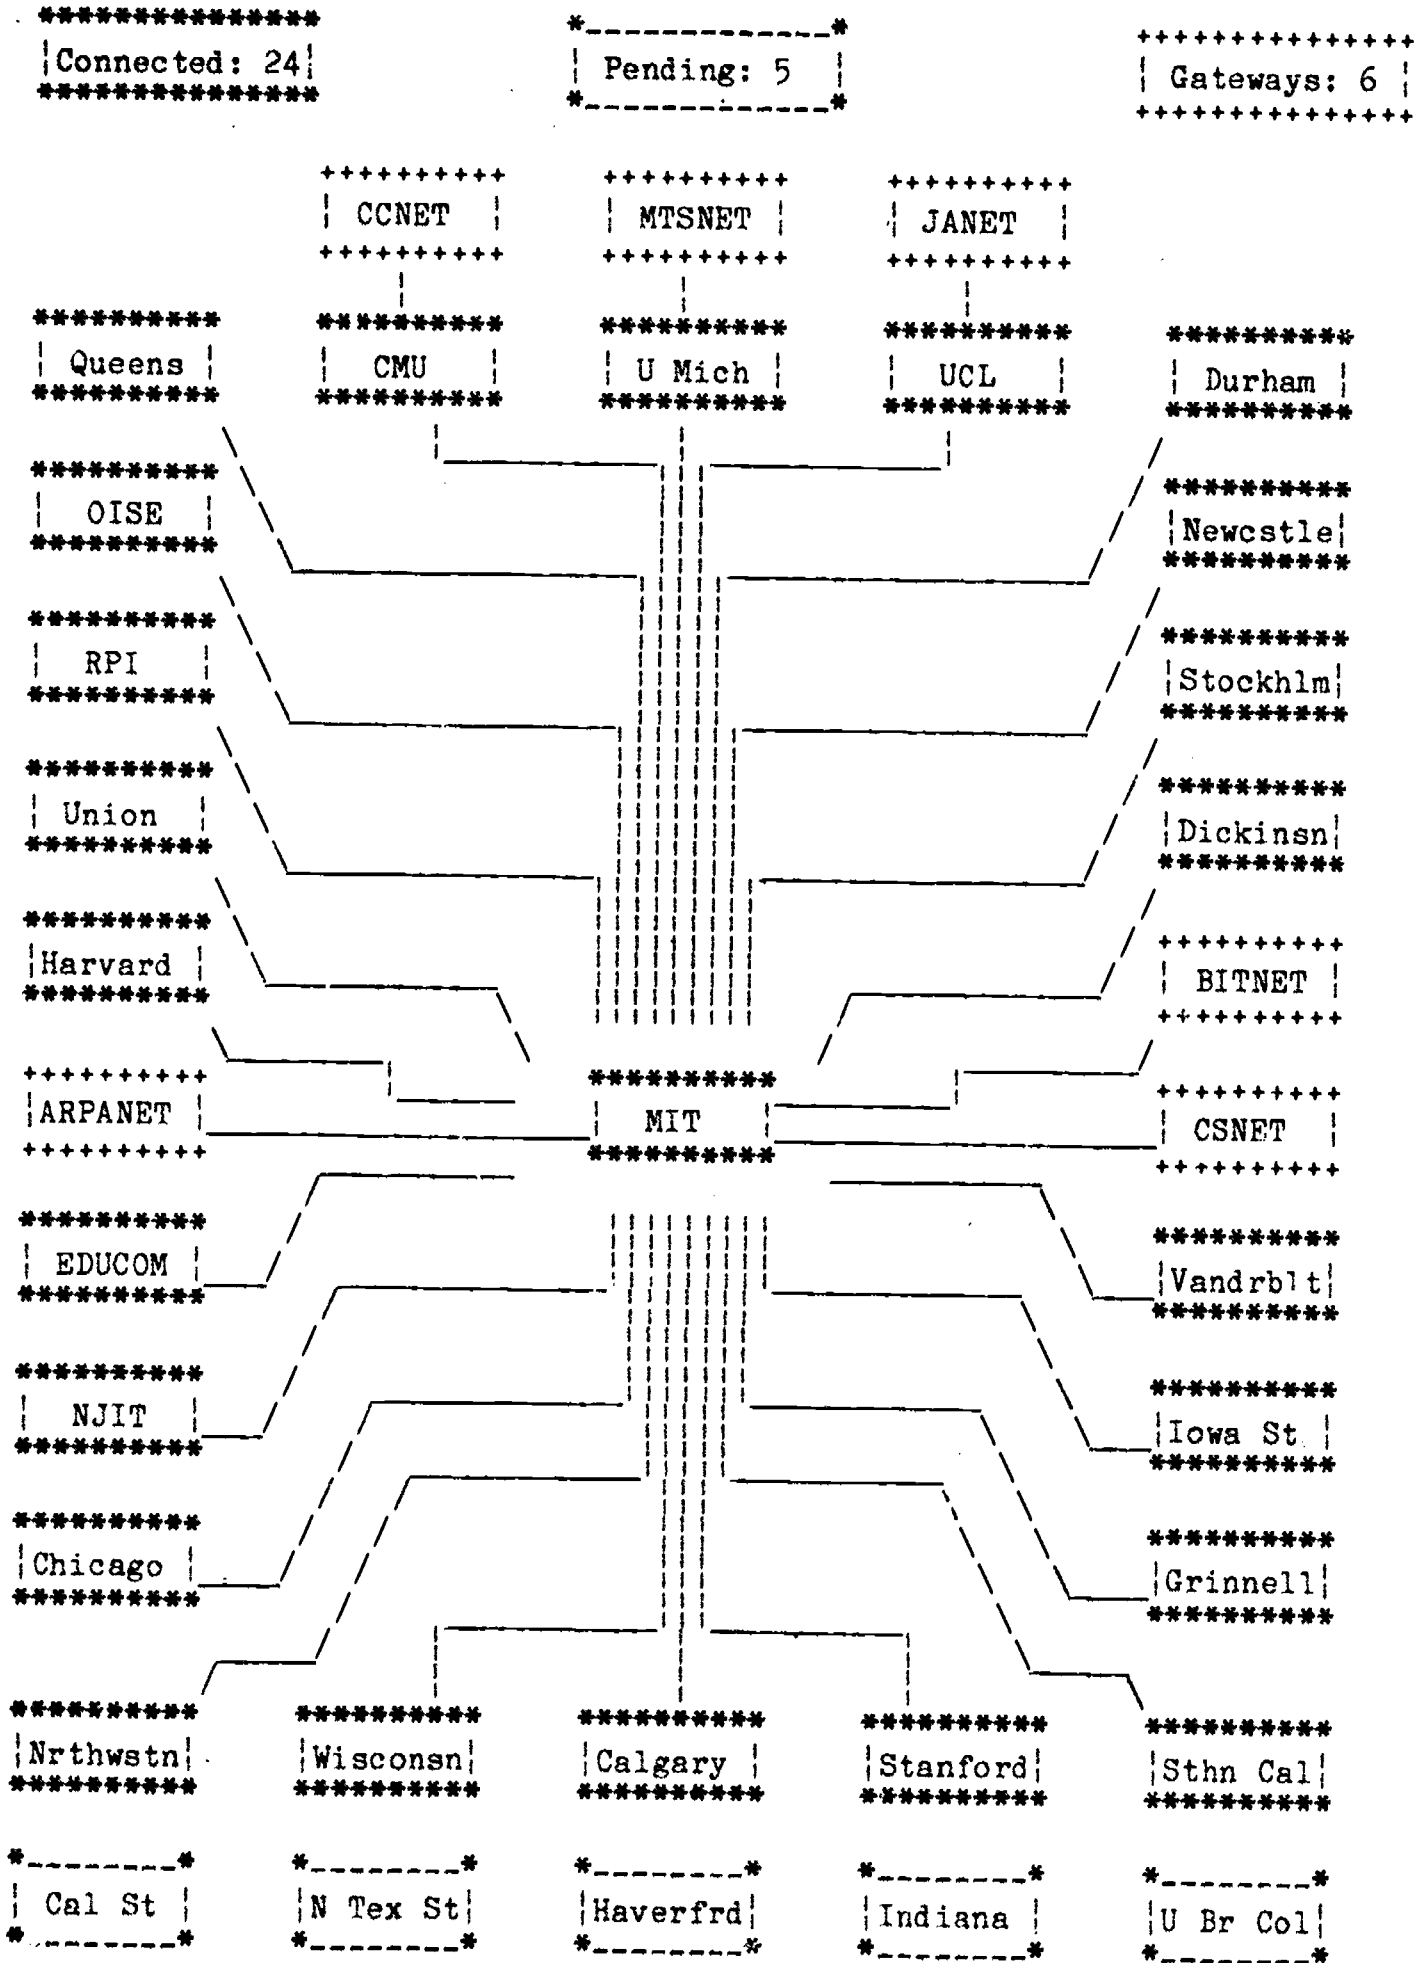 Connected: 24
Pending: 5
Gateways: 6
CCNET
MTSNET
JANET
Queens
CMU
U Mich
UCL
Durham
OISE
Newcstle
RPI
Stockhlm
Union
Dickinsn
Harvard
BITNET
ARPANET
MIT
CSNET
EDUCOM
Vandrblt
NJIT
Iowa St
Chicago
Grinnell
Nrthwstn
Wisconsn
Calgary
Stanford
Sthn Cal
Cal St
N Tex St
Haverfrd
Indiana
U Br Col